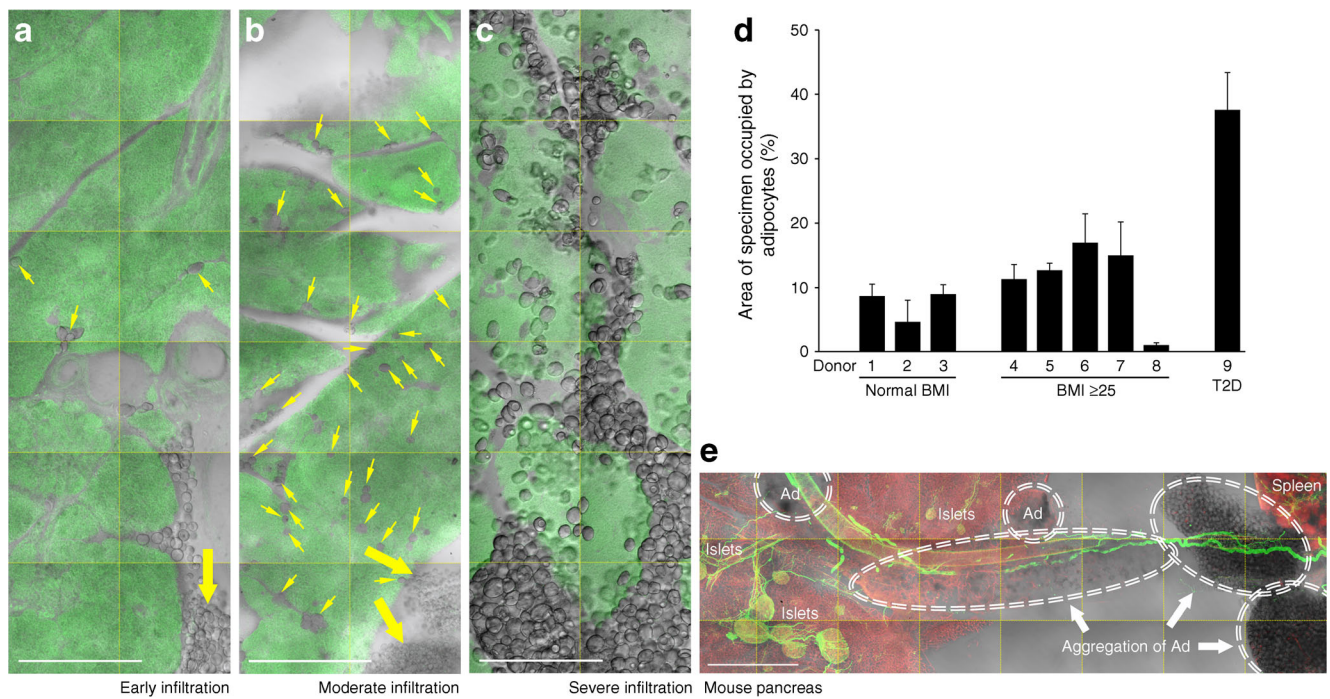 a
b
c
d
Area of specimen occupied by
adipocytes (%)
50
40
30
20
10
0
Donor 1 2 3 4 5 6 7 8 9
Normal BMI BMI ≥25 T2D
e
Ad
Islets
Ad
Spleen
Islets
Islets
Aggregation of Ad
Early infiltration
Moderate infiltration
Severe infiltration
Mouse pancreas